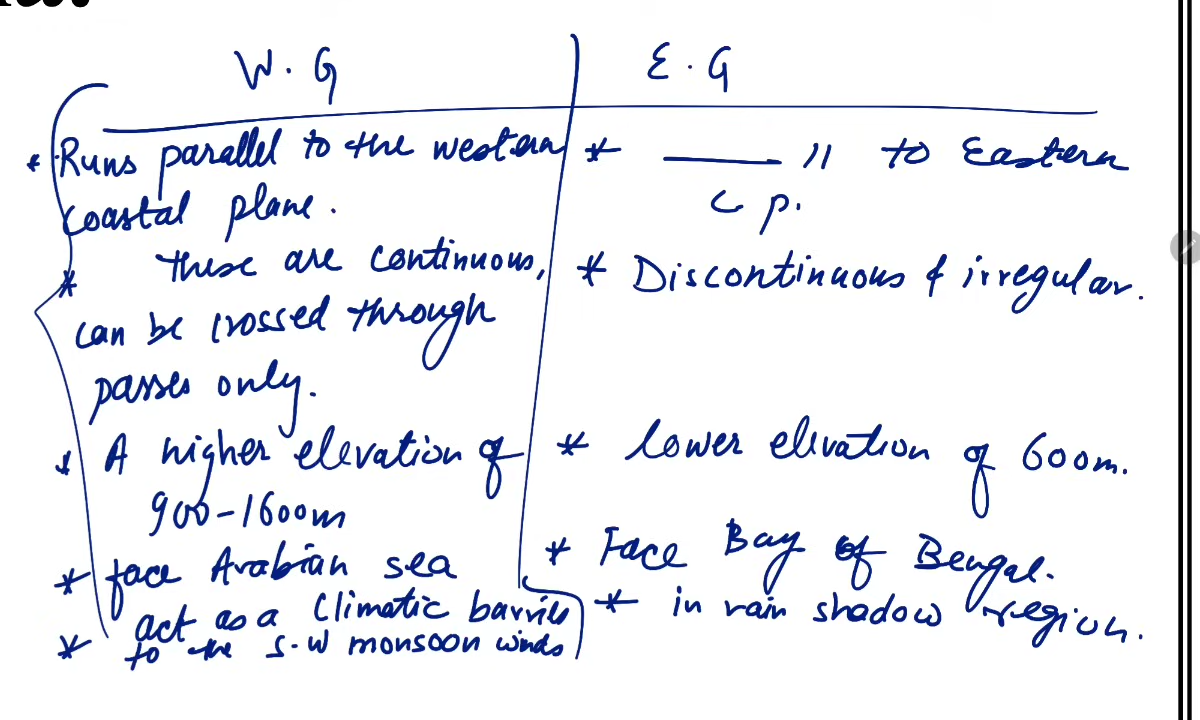 W.G
E.G
* Runs parallel to the western
coastal plane.
* these are continuous,
can be crossed through
passes only.
* A higher elevation of
900-1600m
* face Arabian sea
* act as a Climatic barries
to the S-W monsoon winds
* —— 11 to Eastern
C p.
* Discontinuous & irregular.
* lower elevation of 600m.
* Face Bay of Bengal.
* in rain shadow region.